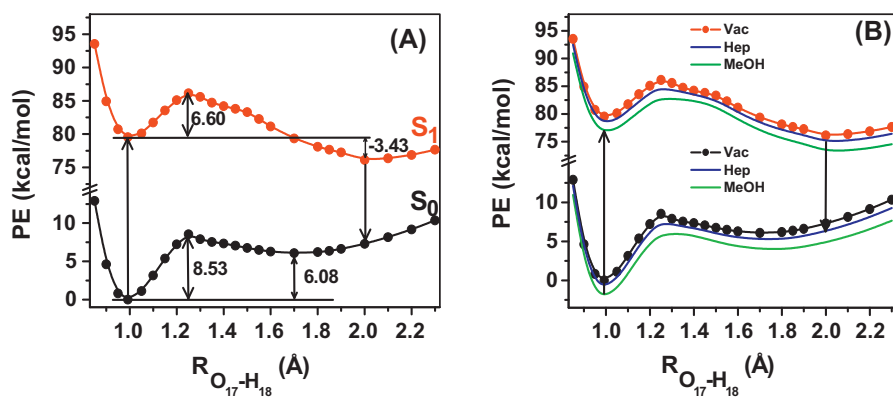 (A)
95
90
85
80
75
10
5
0
PE (kcal/mol)
6.60
-3.43
S1
S0
8.53
6.08
1.0 1.2 1.4 1.6 1.8 2.0 2.2
R O17-H18 (Å)
(B)
Vac
Hep
MeOH
95
90
85
80
75
10
5
0
PE (kcal/mol)
Vac
Hep
MeOH
1.0 1.2 1.4 1.6 1.8 2.0 2.2
R O17-H18 (Å)